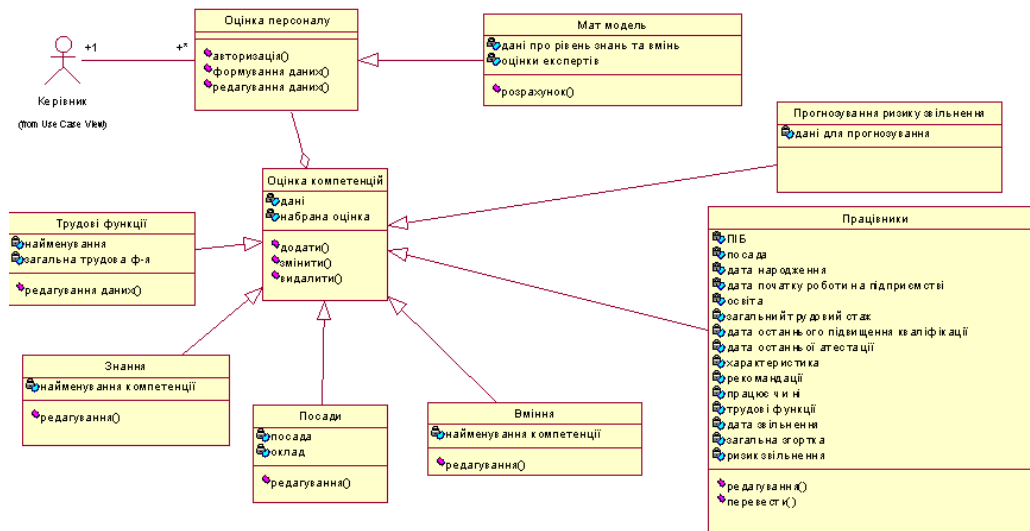 Оцінка персоналу
авторизація()
формування даних()
редагування даних()
+1
+*
Керівник
(from Use Case View)
Мат модель
дані про рівень знань та вмінь
оцінки експертів
розрахунок()
Прогнозування ризику звільнення
дані для прогнозування
Оцінка компетенцій
дані
набрана оцінка
додати()
змінити()
видалити()
Трудові функції
найменування
загальна трудова ф-я
редагування даних()
Працівники
ПІБ
посада
дата народження
дата початку роботи на підприємстві
освіта
загальний трудовий стаж
дата останнього підвищення кваліфікації
дата останньої атестації
характеристика
рекомандації
працює чи ні
трудові функції
дата звільнення
загальна згортка
ризик звільнення
редагування()
перевести()
Знання
найменування компетенції
редагування()
Посади
посада
оклад
редагування()
Вміння
найменування компетенції
редагування()